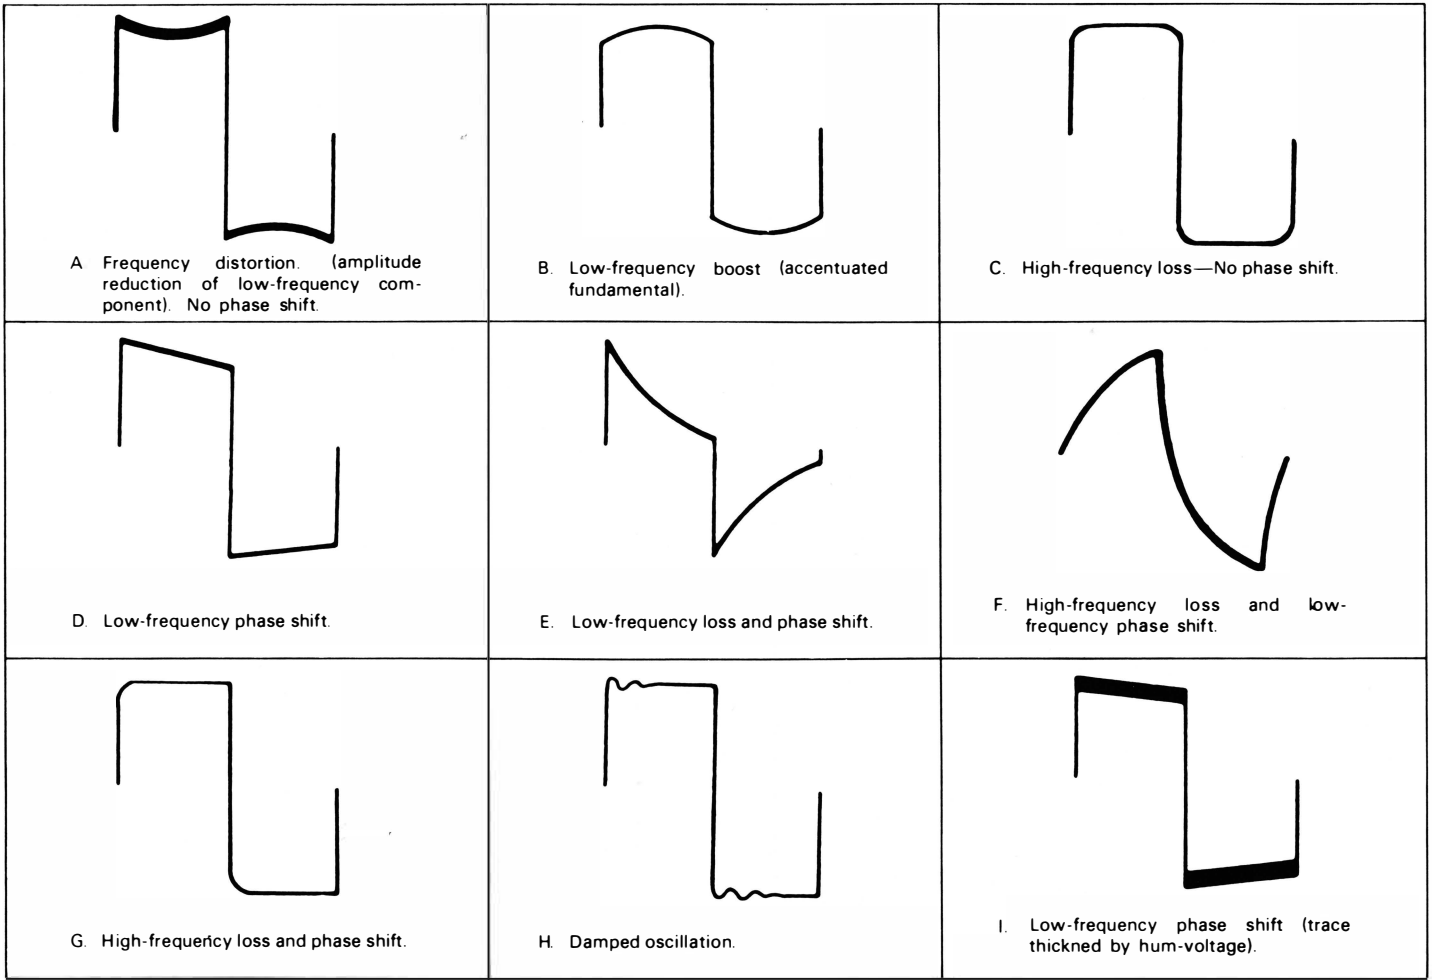 A Frequency distortion. (amplitude
reduction of low-frequency com-
ponent). No phase shift.
B. Low-frequency boost (accentuated
fundamental).
C. High-frequency loss—No phase shift.
D. Low-frequency phase shift.
E. Low-frequency loss and phase shift.
F. High-frequency loss and low-
frequency phase shift.
G. High-frequency loss and phase shift.
H. Damped oscillation.
I. Low-frequency phase shift (trace
thickned by hum-voltage).